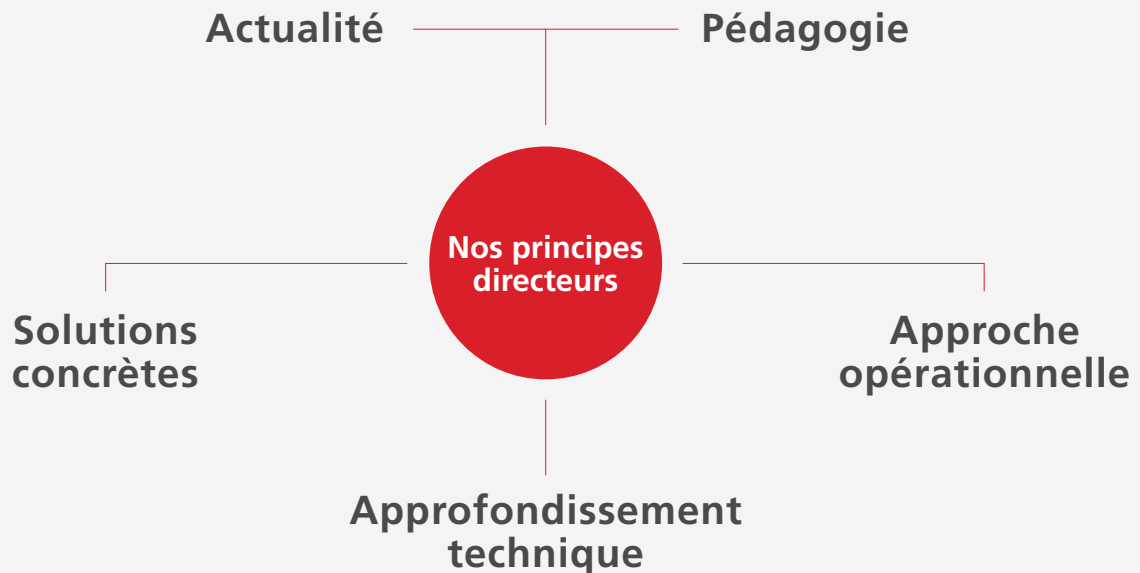 Actualité
Pédagogie
Nos principes
directeurs
Solutions
concrètes
Approche
opérationnelle
Approfondissement
technique